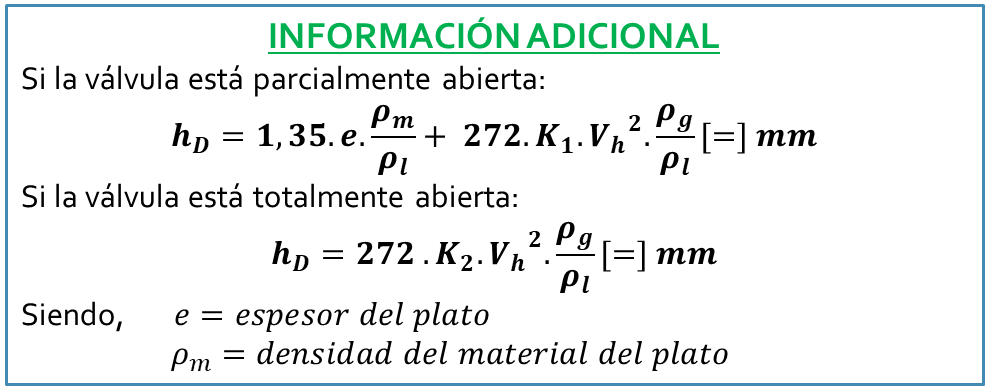 INFORMACIÓN ADICIONAL
Si la válvula está parcialmente abierta:
h_D = 1,35.e.ρ_m/ρ_l + 272.K_1.V_h^2.ρ_g/ρ_l [=] mm
Si la válvula está totalmente abierta:
h_D = 272 .K_2.V_h^2.ρ_g/ρ_l [=] mm
Siendo, e = espesor del plato
ρ_m = densidad del material del plato